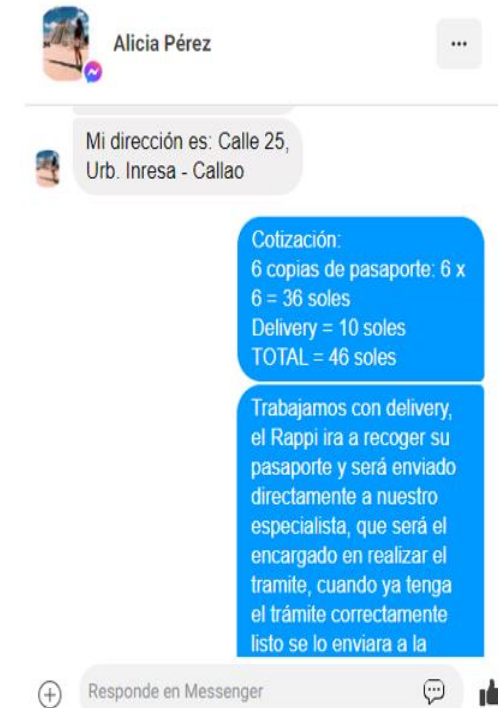 Alicia Pérez
Mi dirección es: Calle 25,
Urb. Inresa - Callao
Cotización:
6 copias de pasaporte: 6 x
6 = 36 soles
Delivery = 10 soles
TOTAL = 46 soles
Trabajamos con delivery,
el Rappi ira a recoger su
pasaporte y será enviado
directamente a nuestro
especialista, que será el
encargado en realizar el
tramite, cuando ya tenga
el trámite correctamente
listo se lo enviara a la
Responde en Messenger